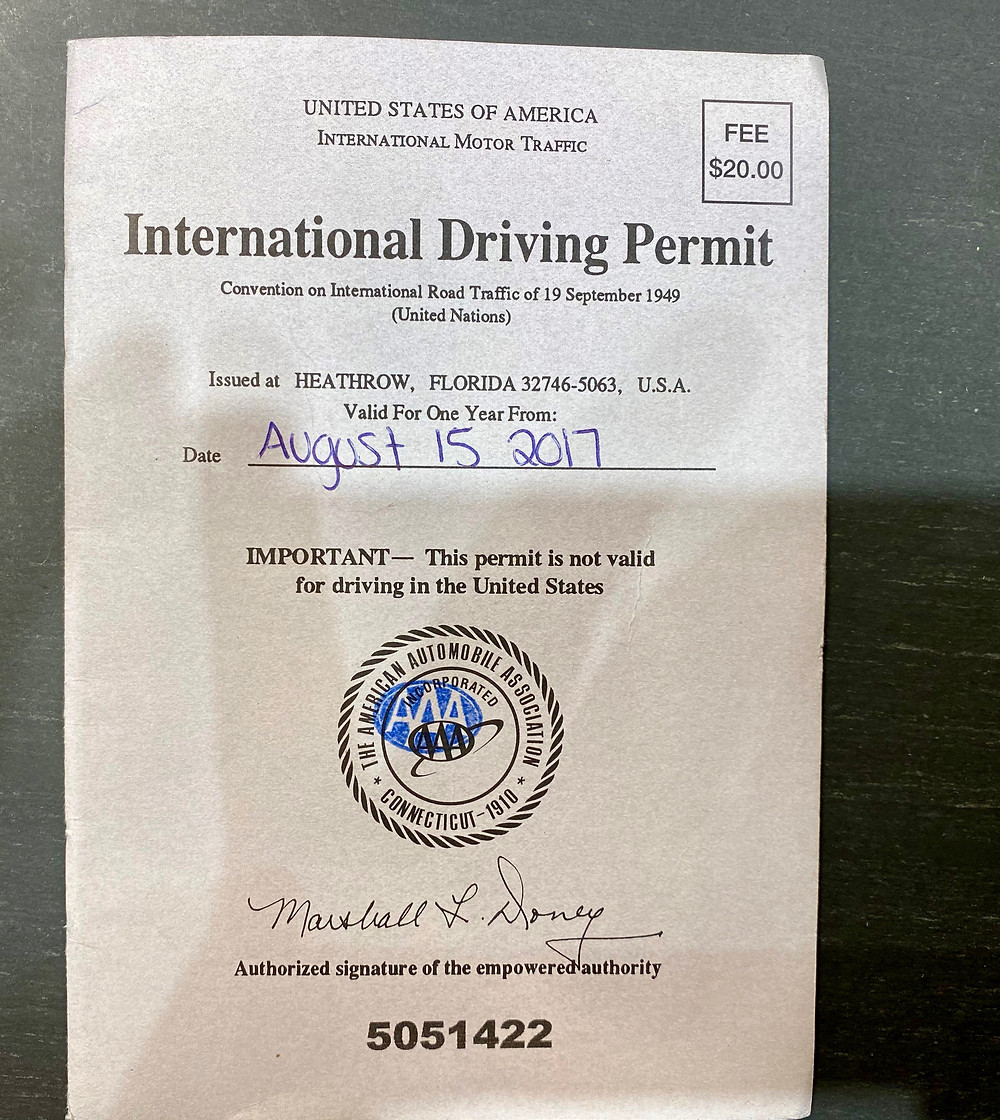 UNITED STATES OF AMERICA
INTERNATIONAL MOTOR TRAFFIC
FEE
$20.00
International Driving Permit
Convention on International Road Traffic of 19 September 1949
(United Nations)
Issued at HEATHROW, FLORIDA 32746-5063, U.S.A.
Valid For One Year From:
Date August 15 2017
IMPORTANT— This permit is not valid
for driving in the United States
THE AMERICAN AUTOMOBILE ASSOCIATION
INCORPORATED
AAA
AAA
* CONNECTICUT-1910 *
Marshall L. Doney
Authorized signature of the empowered authority
5051422